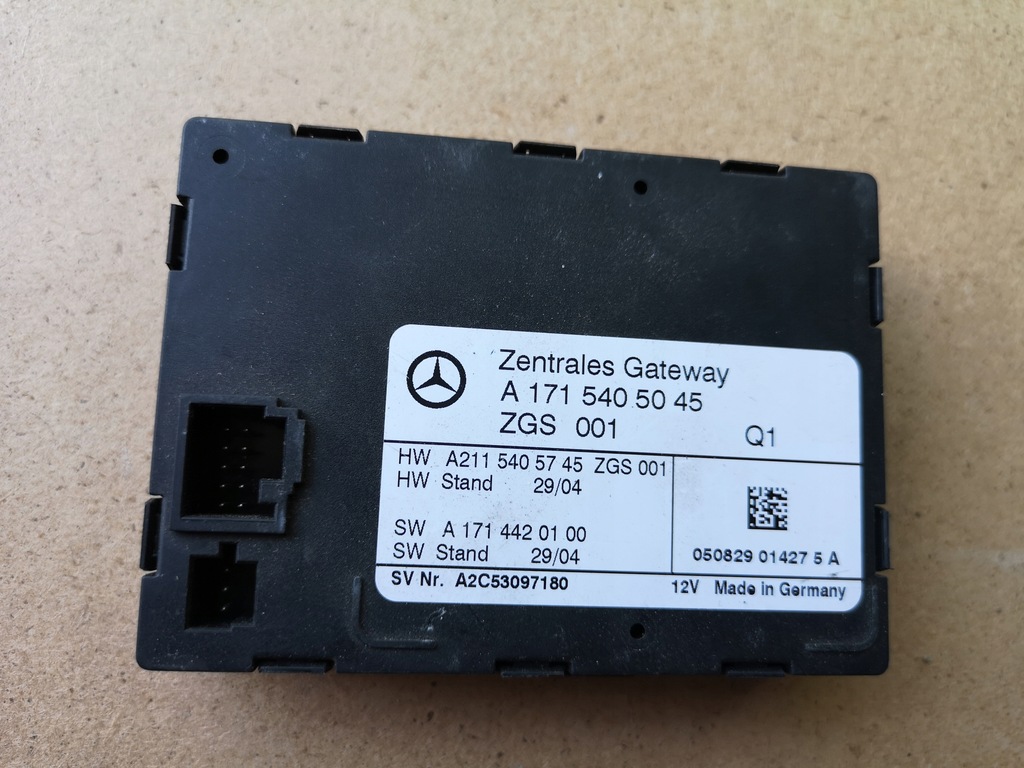 Zentrales Gateway
A 171 540 50 45
ZGS 001
Q1
HW A211 540 57 45 ZGS 001
HW Stand 29/04
SW A 171 442 01 00
SW Stand 29/04
050829 01427 5 A
SV Nr. A2C53097180
12V Made in Germany